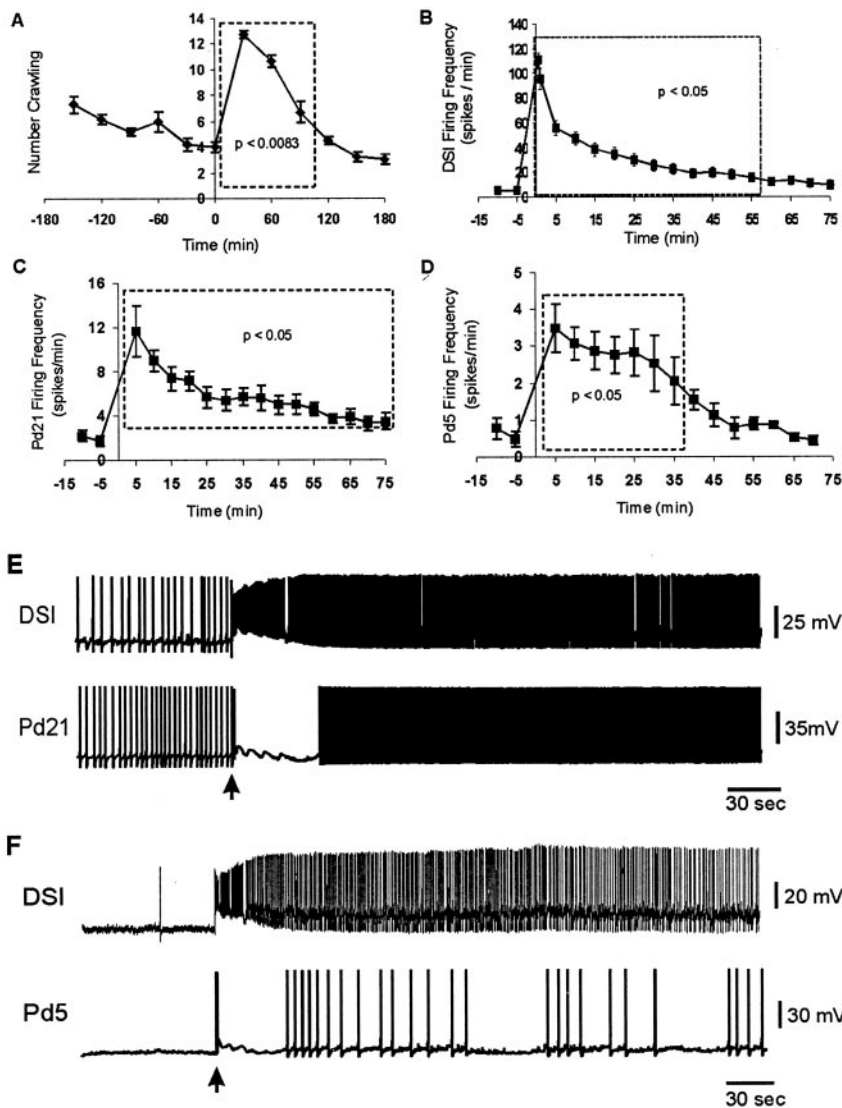 A
Number Crawling
14
12
10
8
6
4
2
0
p < 0.0083
-180 -120 -60 0 60 120 180
Time (min)
B
DSI Firing Frequency
(spikes / min)
140
120
100
80
60
40
20
0
p < 0.05
-15 -5 5 15 25 35 45 55 65 75
Time (min)
C
Pd21 Firing Frequency
(spikes/min)
16
12
8
4
0
p < 0.05
-15 -5 5 15 25 35 45 55 65 75
Time (min)
D
Pd5 Firing Frequency
(spikes/min)
5
4
3
2
1
0
p < 0.05
-15 -5 5 15 25 35 45 55 65 75
Time (min)
E
DSI
25 mV
Pd21
35mV
30 sec
F
DSI
20 mV
Pd5
30 mV
30 sec